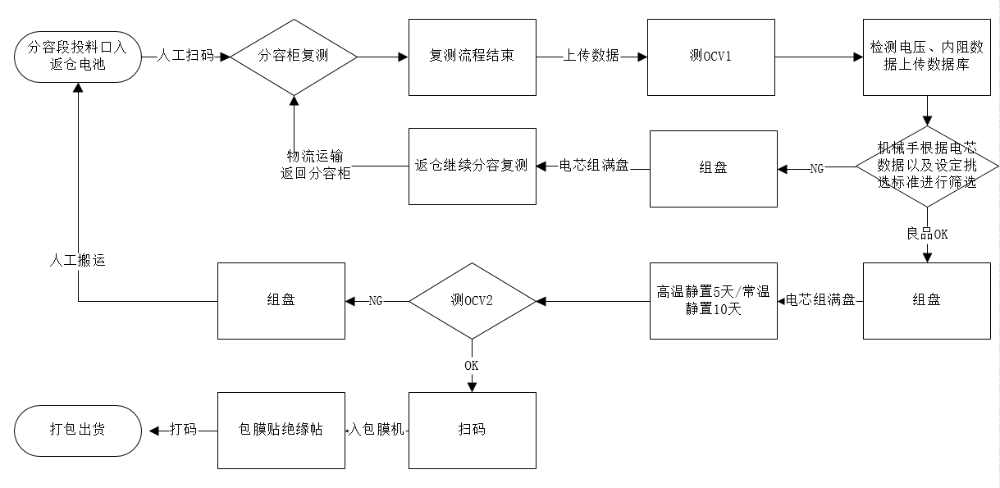 分容段投料口入
返仓电池
人工扫码
分容柜复测
复测流程结束
上传数据
测OCV1
检测电压、内阻数
据上传数据库
物流运输
返回分容柜
返仓继续分容复测
电芯组满盘
组盘
NG
机械手根据电芯
数据以及设定挑
选标准进行筛选
良品OK
人工搬运
组盘
NG
测OCV2
高温静置5天/常温
静置10天
电芯组满盘
组盘
OK
打包出货
打码
包膜贴绝缘帖
入包膜机
扫码